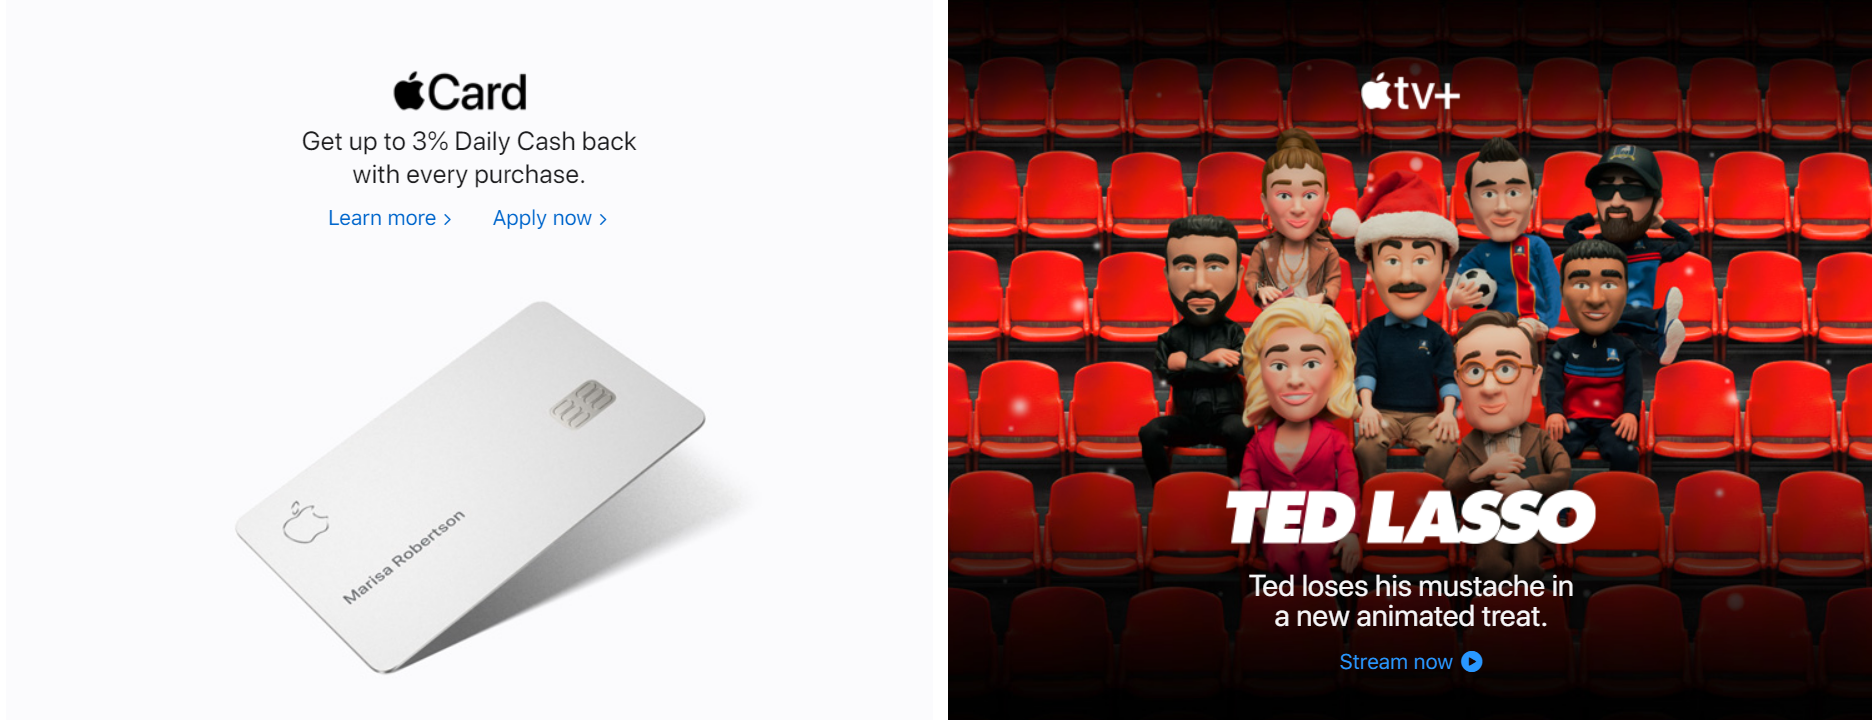 Card
Get up to 3% Daily Cash back
with every purchase.
Learn more >
Apply now >
Marisa Robertson
tv+
TED LASSO
Ted loses his mustache in
a new animated treat.
Stream now